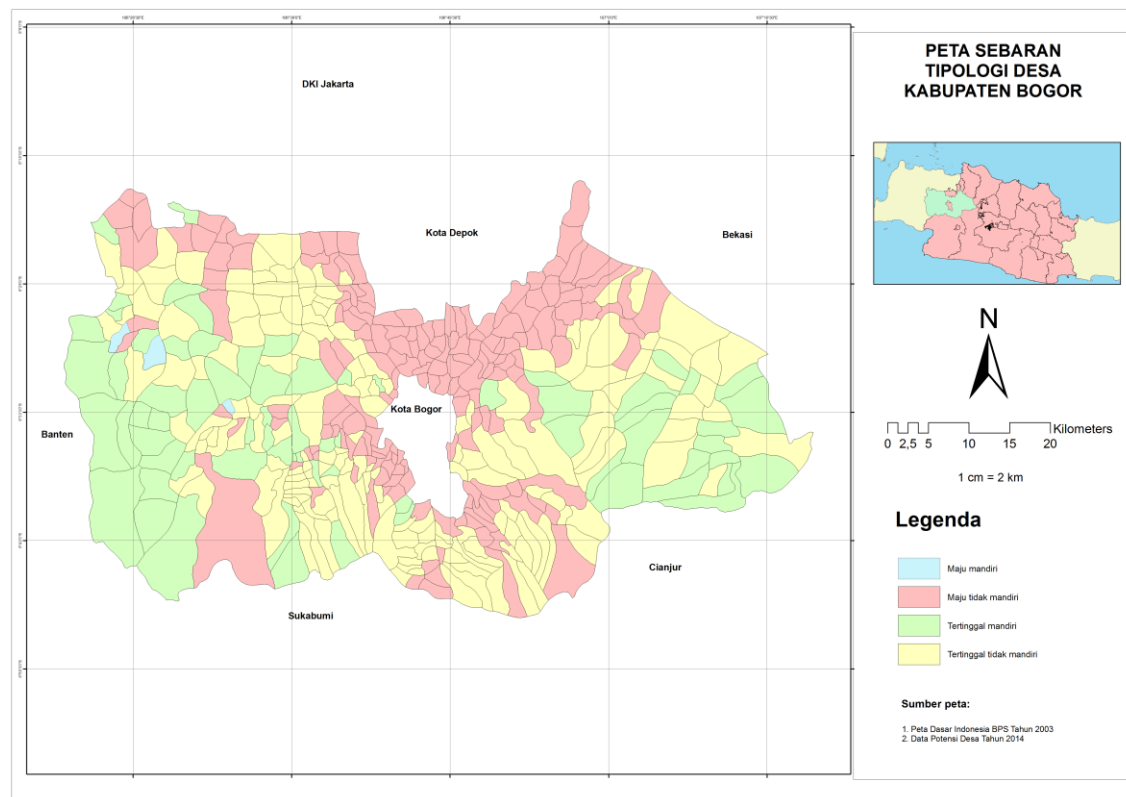 PETA SEBARAN
TIPOLOGI DESA
KABUPATEN BOGOR
DKI Jakarta
Kota Depok
Bekasi
Kota Bogor
Banten
Cianjur
Sukabumi
N
Kilometers
0 2,5 5 10 15 20
1 cm = 2 km
Legenda
Maju mandiri
Maju tidak mandiri
Tertinggal mandiri
Tertinggal tidak mandiri
Sumber peta:
1. Peta Dasar Indonesia BPS Tahun 2003
2. Data Potensi Desa Tahun 2014